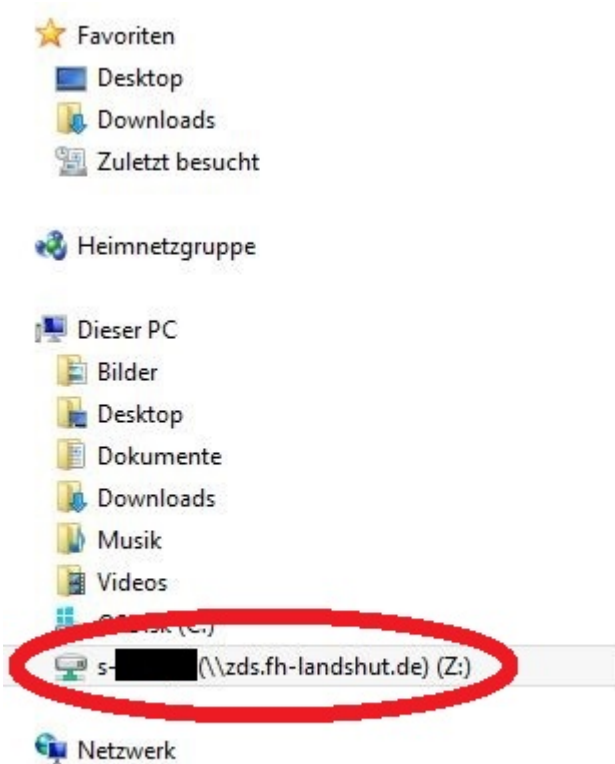 Favoriten
Desktop
Downloads
Zuletzt besucht
Heimnetzgruppe
Dieser PC
Bilder
Desktop
Dokumente
Downloads
Musik
Videos
(C:)
s- (\\zds.fh-landshut.de) (Z:)
Netzwerk